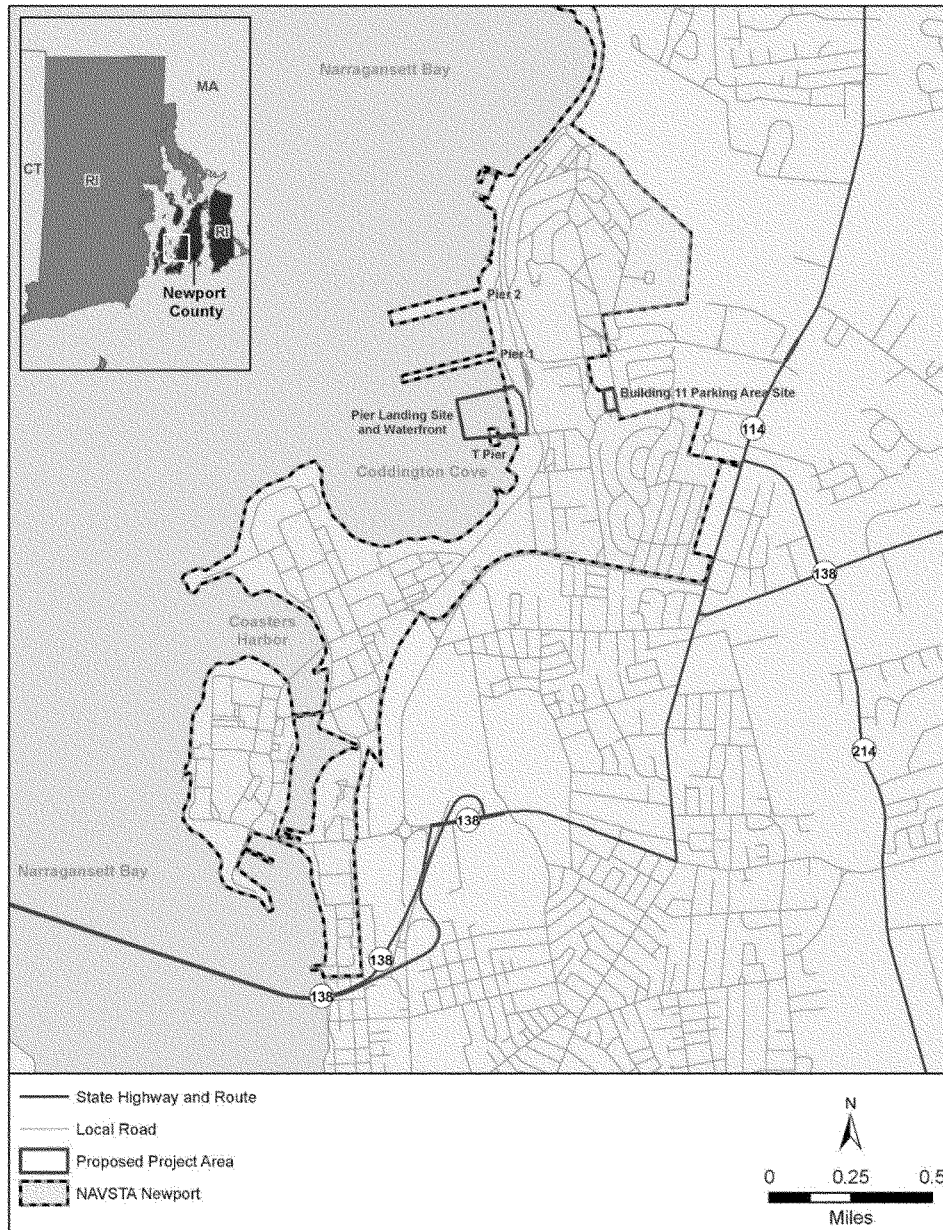 MA
CT
RI
RI
Newport
County
Narragansett Bay
Pier 2
Pier 1
Building 11 Parking Area Site
Pier Landing Site
and Waterfront
114
T Pier
Coddington Cove
138
Coasters
Harbor
214
138
Narragansett Bay
138
138
State Highway and Route
Local Road
Proposed Project Area
NAVSTA Newport
N
0 0.25 0.5
Miles